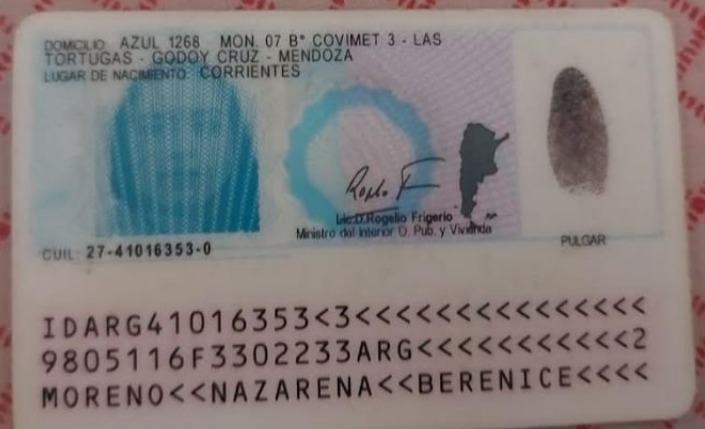 DOMICILIO: AZUL 1268 MON. 07 B° COVIMET 3 - LAS
TORTUGAS - GODOY CRUZ - MENDOZA
LUGAR DE NACIMIENTO: CORRIENTES
Lic.D.Rogelio Frigerio
Ministro del Interior O. Pub. y Vivienda
PULGAR
CUIL: 27-41016353-0
IDARG41016353<3<<<<<<<<<<<<<<<
9805116F3302233ARG<<<<<<<<<<<2
MORENO<<NAZARENA<<BERENICE<<<<